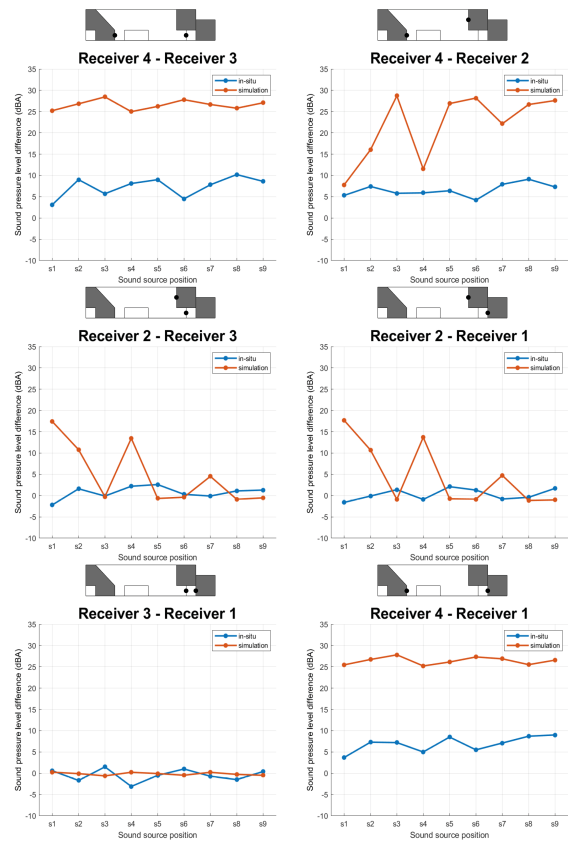 Receiver 4 - Receiver 3
35
30
25
20
15
10
5
0
-5
-10
Sound pressure level difference (dBA)
in-situ
simulation
s1 s2 s3 s4 s5 s6 s7 s8 s9
Sound source position
Receiver 4 - Receiver 2
35
30
25
20
15
10
5
0
-5
-10
Sound pressure level difference (dBA)
in-situ
simulation
s1 s2 s3 s4 s5 s6 s7 s8 s9
Sound source position
Receiver 2 - Receiver 3
35
30
25
20
15
10
5
0
-5
-10
Sound pressure level difference (dBA)
in-situ
simulation
s1 s2 s3 s4 s5 s6 s7 s8 s9
Sound source position
Receiver 2 - Receiver 1
35
30
25
20
15
10
5
0
-5
-10
Sound pressure level difference (dBA)
in-situ
simulation
s1 s2 s3 s4 s5 s6 s7 s8 s9
Sound source position
Receiver 3 - Receiver 1
35
30
25
20
15
10
5
0
-5
-10
Sound pressure level difference (dBA)
in-situ
simulation
s1 s2 s3 s4 s5 s6 s7 s8 s9
Sound source position
Receiver 4 - Receiver 1
35
30
25
20
15
10
5
0
-5
-10
Sound pressure level difference (dBA)
in-situ
simulation
s1 s2 s3 s4 s5 s6 s7 s8 s9
Sound source position